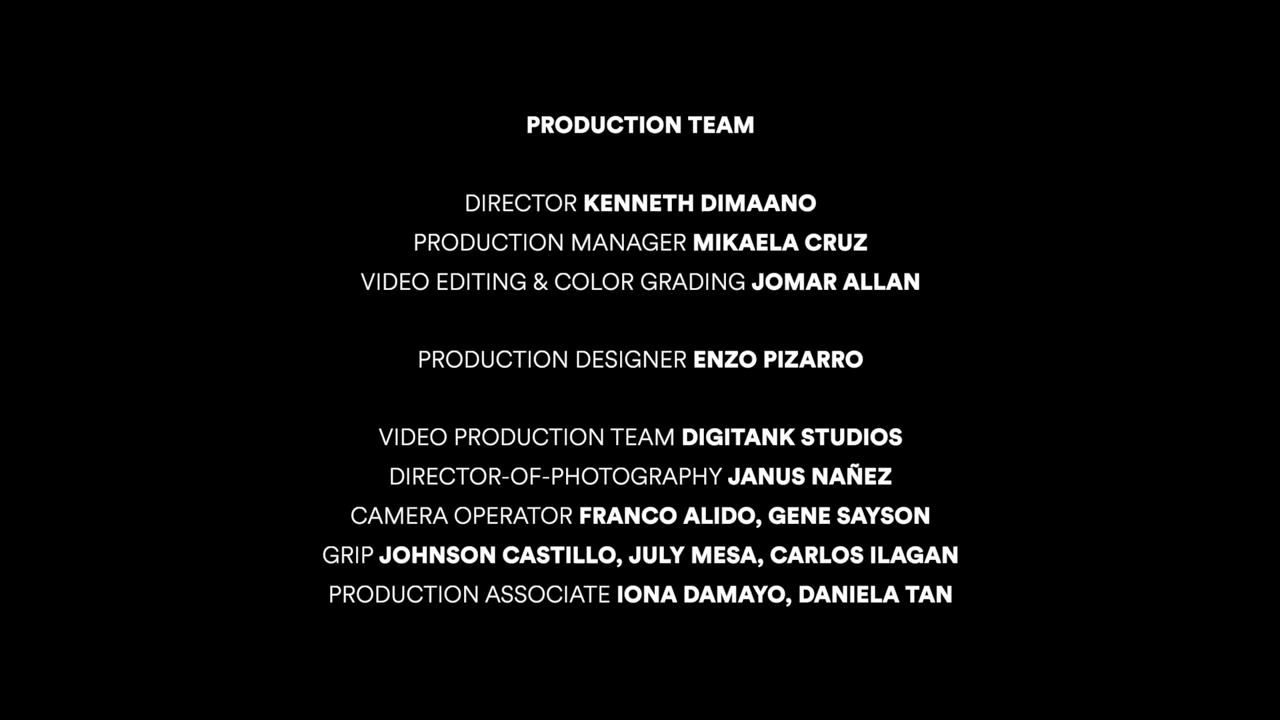 PRODUCTION TEAM
DIRECTOR KENNETH DIMAANO
PRODUCTION MANAGER MIKAELA CRUZ
VIDEO EDITING & COLOR GRADING JOMAR ALLAN
PRODUCTION DESIGNER ENZO PIZARRO
VIDEO PRODUCTION TEAM DIGITANK STUDIOS
DIRECTOR-OF-PHOTOGRAPHY JANUS NAÑEZ
CAMERA OPERATOR FRANCO ALIDO, GENE SAYSON
GRIP JOHNSON CASTILLO, JULY MESA, CARLOS ILAGAN
PRODUCTION ASSOCIATE IONA DAMAYO, DANIELA TAN